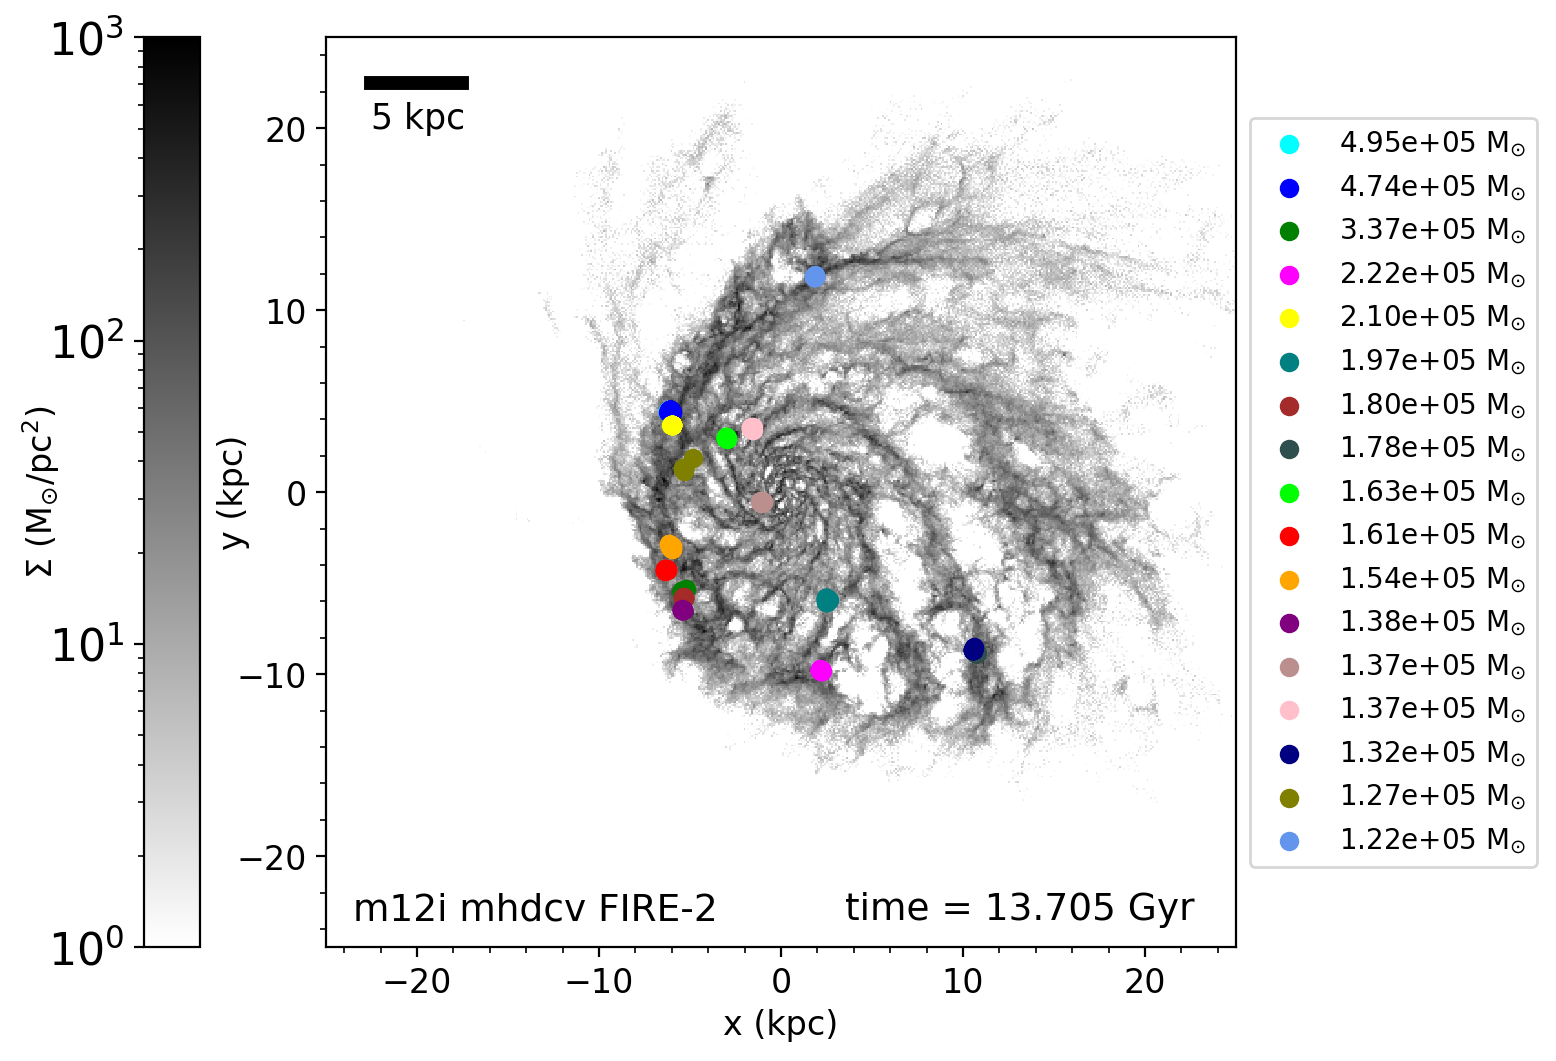 10³
10²
10¹
10⁰
Σ (M⊙/pc²)
y (kpc)
20
10
0
−10
−20
5 kpc
m12i mhdcv FIRE-2
time = 13.705 Gyr
−20
−10
0
10
20
x (kpc)
4.95e+05 M⊙
4.74e+05 M⊙
3.37e+05 M⊙
2.22e+05 M⊙
2.10e+05 M⊙
1.97e+05 M⊙
1.80e+05 M⊙
1.78e+05 M⊙
1.63e+05 M⊙
1.61e+05 M⊙
1.54e+05 M⊙
1.38e+05 M⊙
1.37e+05 M⊙
1.37e+05 M⊙
1.32e+05 M⊙
1.27e+05 M⊙
1.22e+05 M⊙